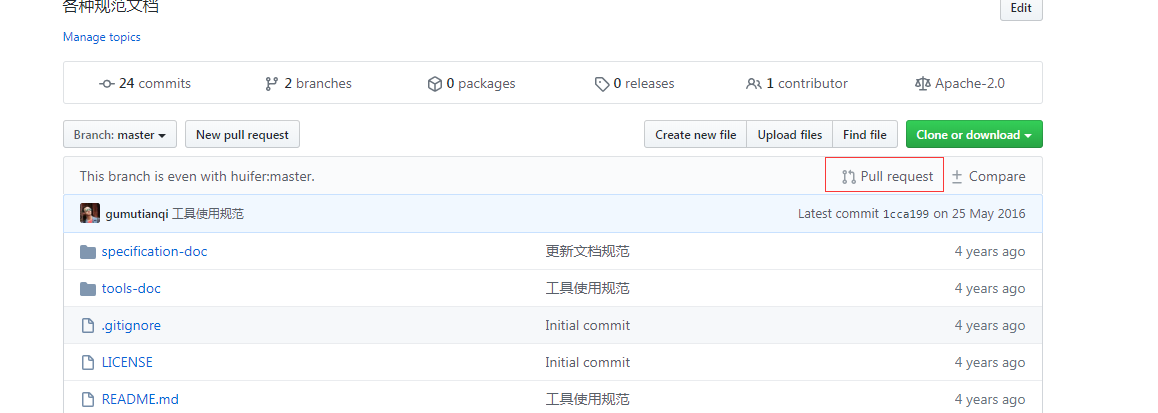 各种规范文档
Edit
Manage topics
24 commits 2 branches 0 packages 0 releases 1 contributor Apache-2.0
Branch: master New pull request Create new file Upload files Find file Clone or download
This branch is even with huifer:master. Pull request Compare
gumutianqi 工具使用规范 Latest commit 1cca199 on 25 May 2016
specification-doc 更新文档规范 4 years ago
tools-doc 工具使用规范 4 years ago
.gitignore Initial commit 4 years ago
LICENSE Initial commit 4 years ago
README.md 工具使用规范 4 years ago